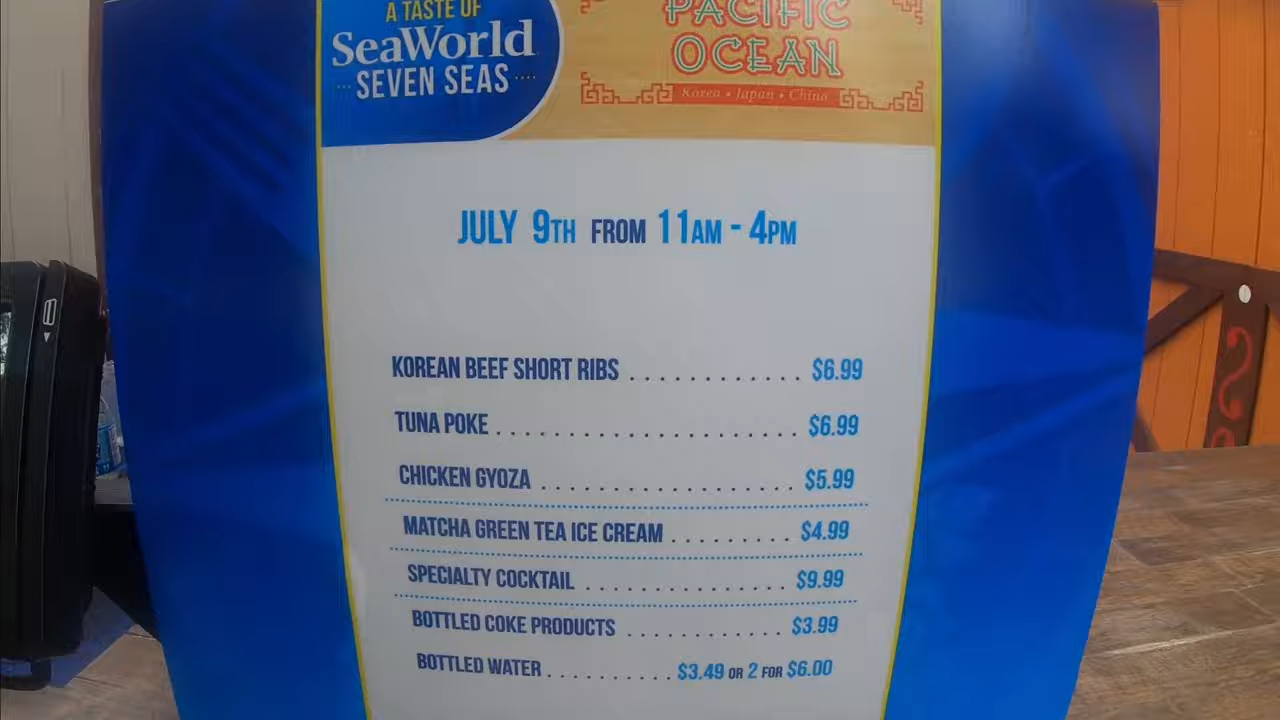 A TASTE OF
SeaWorld
SEVEN SEAS
PACIFIC
OCEAN
Korea • Japan • China
JULY 9TH FROM 11AM - 4PM
KOREAN BEEF SHORT RIBS . . . . . . . . . . . . $6.99
TUNA POKE . . . . . . . . . . . . . . . . . . . . . $6.99
CHICKEN GYOZA . . . . . . . . . . . . . . . . . $5.99
MATCHA GREEN TEA ICE CREAM . . . . . . . . $4.99
SPECIALTY COCKTAIL . . . . . . . . . . . . . $9.99
BOTTLED COKE PRODUCTS . . . . . . . . . . $3.99
BOTTLED WATER . . . . . . . . . . $3.49 OR 2 FOR $6.00